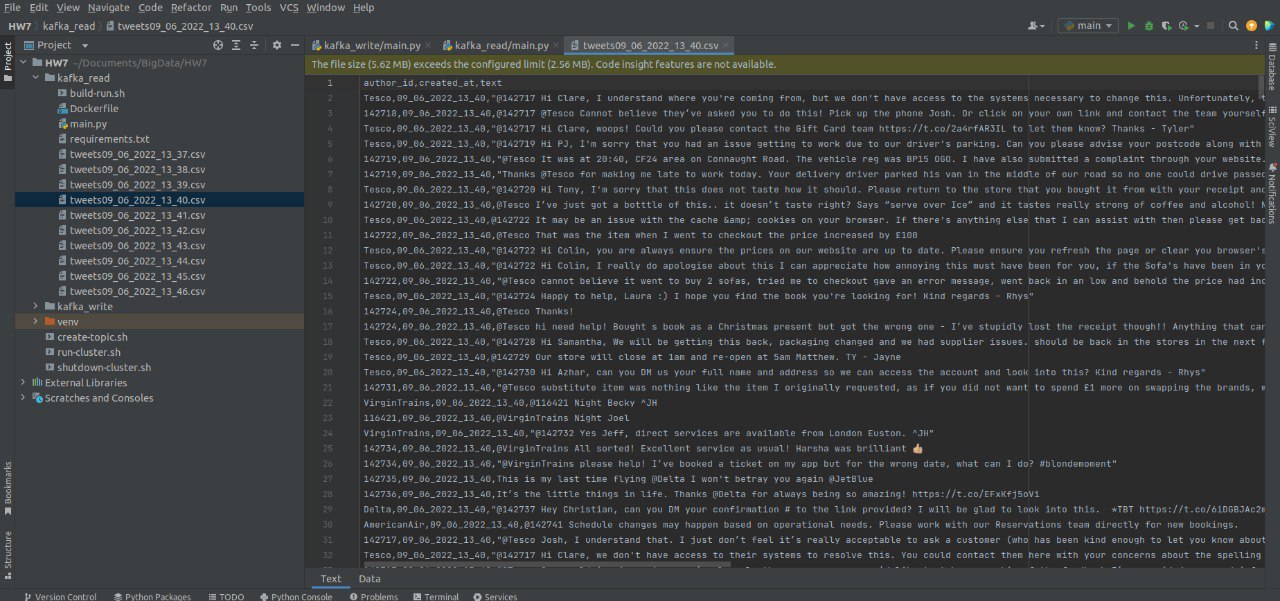 File Edit View Navigate Code Refactor Run Tools VCS Window Help
HW7 kafka_read tweets09_06_2022_13_40.csv
main
Project
kafka_write/main.py kafka_read/main.py tweets09_06_2022_13_40.csv
HW7 ~/Documents/BigData/HW7
kafka_read
build-run.sh
Dockerfile
main.py
requirements.txt
tweets09_06_2022_13_37.csv
tweets09_06_2022_13_38.csv
tweets09_06_2022_13_39.csv
tweets09_06_2022_13_40.csv
tweets09_06_2022_13_41.csv
tweets09_06_2022_13_42.csv
tweets09_06_2022_13_43.csv
tweets09_06_2022_13_44.csv
tweets09_06_2022_13_45.csv
tweets09_06_2022_13_46.csv
kafka_write
venv
create-topic.sh
run-cluster.sh
shutdown-cluster.sh
External Libraries
Scratches and Consoles
Project
Bookmarks
Structure
The file size (5.62 MB) exceeds the configured limit (2.56 MB). Code insight features are not available.
1 author_id,created_at,text
2 Tesco,09_06_2022_13_40,"@142717 Hi Clare, I understand where you're coming from, but we don't have access to the systems necessary to change this. Unfortunately,
3 142718,09_06_2022_13_40,"@142717 @Tesco Cannot believe they’ve asked you to do this! Pick up the phone Josh. Or click on your own link and contact the team yourself
4 Tesco,09_06_2022_13_40,"@142717 Hi Clare, woops! Could you please contact the Gift Card team https://t.co/2a4rfAR3IL to let them know? Thanks - Tyler"
5 Tesco,09_06_2022_13_40,"@142719 Hi PJ, I'm sorry that you had an issue getting to work due to our driver's parking. Can you please advise your postcode along with
6 142719,09_06_2022_13_40,"@Tesco It was at 20:40, CF24 area on Connaught Road. The vehicle reg was BP15 OGO. I have also submitted a complaint through your website.
7 142719,09_06_2022_13_40,"Thanks @Tesco for making me late to work today. Your delivery driver parked his van in the middle of our road so no one could drive passed
8 Tesco,09_06_2022_13_40,"@142720 Hi Tony, I'm sorry that this does not taste how it should. Please return to the store that you bought it from with your receipt and
9 142720,09_06_2022_13_40,@Tesco I’ve just got a botttle of this.. it doesn’t taste right? Says “serve over Ice” and it tastes really strong of coffee and alcohol!
10 Tesco,09_06_2022_13_40,@142722 It may be an issue with the cache &amp; cookies on your browser. If there's anything else that I can assist with then please get bac
11 142722,09_06_2022_13_40,@Tesco That was the item when I went to checkout the price increased by £100
12 Tesco,09_06_2022_13_40,"@142722 Hi Colin, you are always ensure the prices on our website are up to date. Please ensure you refresh the page or clear you browser's
13 Tesco,09_06_2022_13_40,"@142722 Hi Colin, I really do apologise about this I can appreciate how annoying this must have been for you, if the Sofa's have been in yo
14 142722,09_06_2022_13_40,"@Tesco cannot believe it went to buy 2 sofas, tried me to checkout gave an error message, went back in an low and behold the price had inc
15 Tesco,09_06_2022_13_40,"@142724 Happy to help, Laura :) I hope you find the book you're looking for! Kind regards - Rhys"
16 142724,09_06_2022_13_40,@Tesco Thanks!
17 142724,09_06_2022_13_40,"@Tesco hi need help! Bought s book as a Christmas present but got the wrong one - I’ve stupidly lost the receipt though!! Anything that can
18 Tesco,09_06_2022_13_40,"@142728 Hi Samantha, We will be getting this back, packaging changed and we had supplier issues. should be back in the stores in the next f
19 Tesco,09_06_2022_13_40,@142729 Our store will close at 1am and re-open at 5am Matthew. TY - Jayne
20 Tesco,09_06_2022_13_40,"@142730 Hi Azhar, can you DM us your full name and address so we can access the account and look into this? Kind regards - Rhys"
21 142731,09_06_2022_13_40,"@Tesco substitute item was nothing like the item I originally requested, as if you did not want to spend £1 more on swapping the brands, w
22 VirginTrains,09_06_2022_13_40,@116421 Night Becky ^JH
23 116421,09_06_2022_13_40,@VirginTrains Night Joel
24 VirginTrains,09_06_2022_13_40,"@142732 Yes Jeff, direct services are available from London Euston. ^JH"
25 142734,09_06_2022_13_40,@VirginTrains All sorted! Excellent service as usual! Harsha was brilliant 👍🏼
26 142734,09_06_2022_13_40,"@VirginTrains please help! I’ve booked a ticket on my app but for the wrong date, what can I do? #blondemoment"
27 142735,09_06_2022_13_40,This is my last time flying @Delta I won’t betray you again @JetBlue
28 142736,09_06_2022_13_40,It’s the little things in life. Thanks @Delta for always being so amazing! https://t.co/EFxKfj5oVi
29 Delta,09_06_2022_13_40,"@142737 Hey Christian, can you DM your confirmation # to the link provided? I will be glad to look into this. *TBT https://t.co/6iDGBJAc2m
30 AmericanAir,09_06_2022_13_40,@142741 Schedule changes may happen based on operational needs. Please work with our Reservations team directly for new bookings.
31 142717,09_06_2022_13_40,"@Tesco Josh, I understand that. I just don’t feel it’s really acceptable to ask a customer (who has been kind enough to let you know about
32 Tesco,09_06_2022_13_40,"@142717 Hi Clare, we don't have access to their systems to resolve this. You could contact them here with your concerns about the spelling
Text Data
Database
SciView
Notifications
Version Control Python Packages TODO Python Console Problems Terminal Services